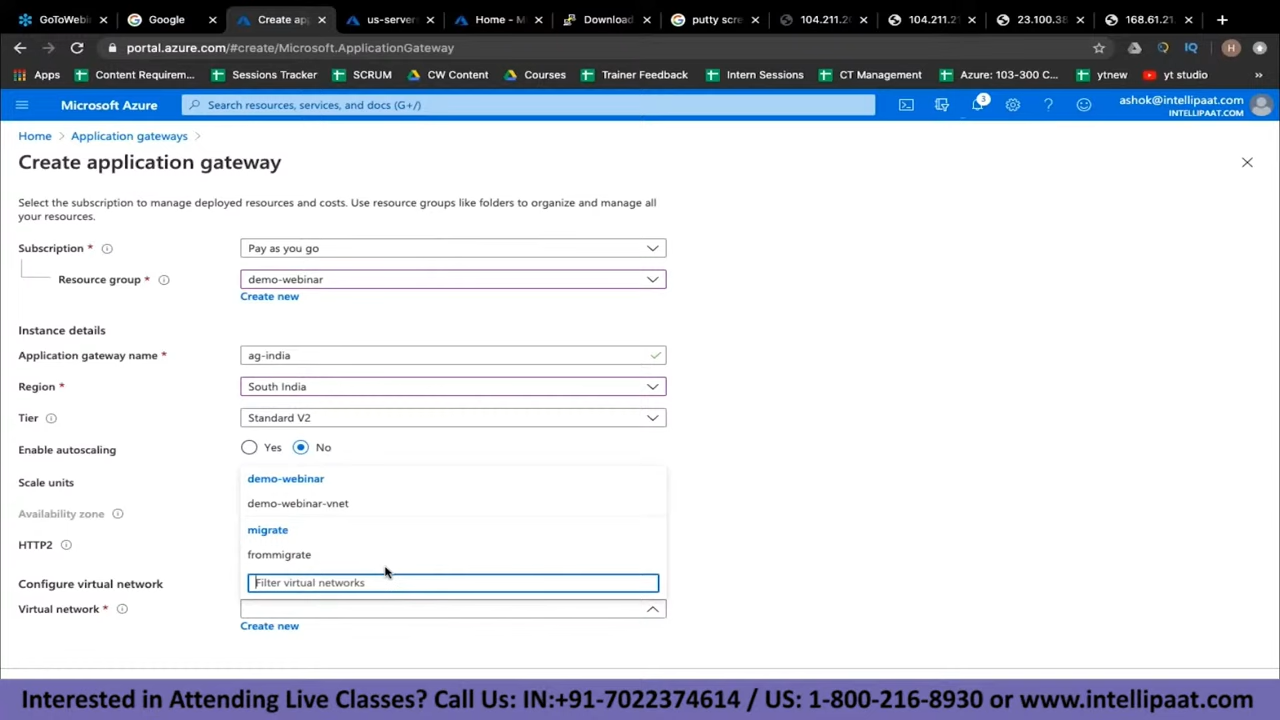 GoToWebin
Google
Create ap
us-server
Home - M
Download
putty scre
104.211.20
104.211.21
23.100.38
168.61.21
portal.azure.com/#create/Microsoft.ApplicationGateway
H
Apps
Content Requirem...
Sessions Tracker
SCRUM
CW Content
Courses
Trainer Feedback
Intern Sessions
CT Management
Azure: 103-300 C...
ytnew
yt studio
»
Microsoft Azure
Search resources, services, and docs (G+/)
3
ashok@intellipaat.com
INTELLIPAAT.COM
Home > Application gateways >
Create application gateway
Select the subscription to manage deployed resources and costs. Use resource groups like folders to organize and manage all
your resources.
Subscription *
Pay as you go
Resource group *
demo-webinar
Create new
Instance details
Application gateway name *
ag-india
Region *
South India
Tier
Standard V2
Enable autoscaling
Yes
No
Scale units
Availability zone
HTTP2
demo-webinar
demo-webinar-vnet
migrate
frommigrate
Filter virtual networks
Configure virtual network
Virtual network *
Create new
Interested in Attending Live Classes? Call Us: IN:+91-7022374614 / US: 1-800-216-8930 or www.intellipaat.com